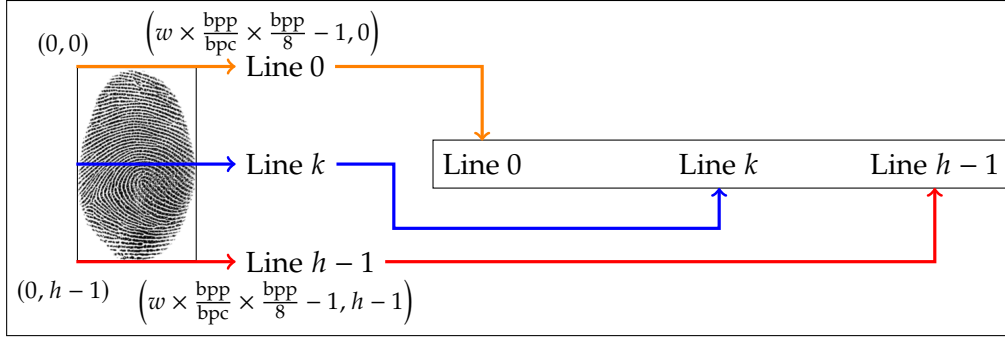 (0, 0)
(w × bpp/bpc × bpp/8 − 1, 0)
Line 0
Line k
Line h − 1
(0, h − 1)
(w × bpp/bpc × bpp/8 − 1, h − 1)
Line 0 Line k Line h − 1